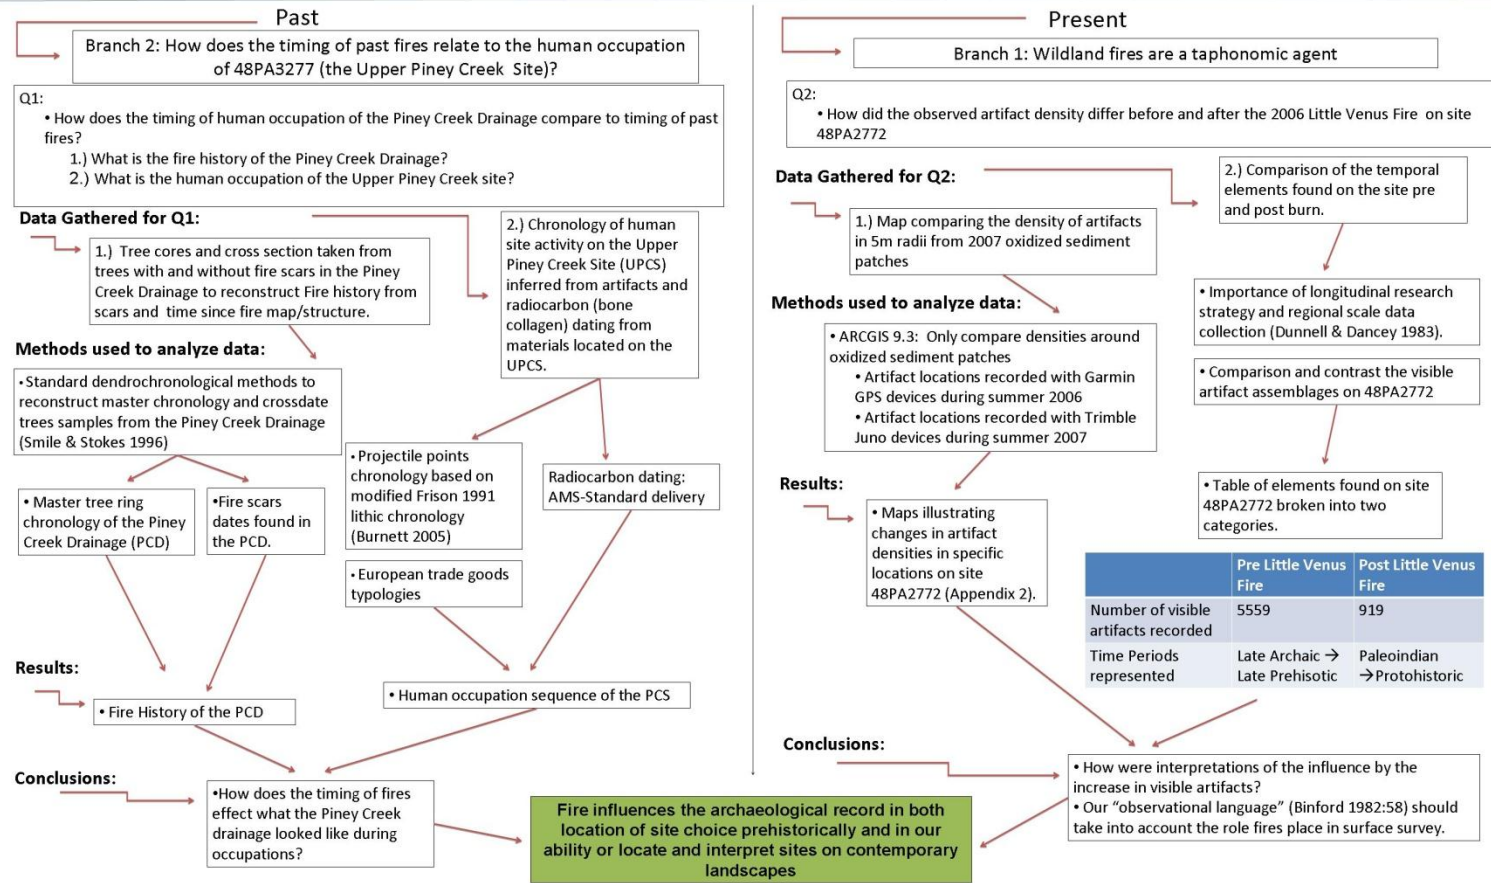 Past
Branch 2: How does the timing of past fires relate to the human occupation
of 48PA3277 (the Upper Piney Creek Site)?
Q1:
• How does the timing of human occupation of the Piney Creek Drainage compare to timing of past
fires?
1.) What is the fire history of the Piney Creek Drainage?
2.) What is the human occupation of the Upper Piney Creek site?
Data Gathered for Q1:
1.) Tree cores and cross section taken from
trees with and without fire scars in the Piney
Creek Drainage to reconstruct Fire history from
scars and time since fire map/structure.
2.) Chronology of human
site activity on the Upper
Piney Creek Site (UPCS)
inferred from artifacts and
radiocarbon (bone
collagen) dating from
materials located on the
UPCS.
Methods used to analyze data:
• Standard dendrochronological methods to
reconstruct master chronology and crossdate
trees samples from the Piney Creek Drainage
(Smile & Stokes 1996)
• Master tree ring
chronology of the Piney
Creek Drainage (PCD)
•Fire scars
dates found in
the PCD.
• Projectile points
chronology based on
modified Frison 1991
lithic chronology
(Burnett 2005)
• European trade goods
typologies
Radiocarbon dating:
AMS-Standard delivery
Results:
• Fire History of the PCD
• Human occupation sequence of the PCS
Conclusions:
•How does the timing of fires
effect what the Piney Creek
drainage looked like during
occupations?
Present
Branch 1: Wildland fires are a taphonomic agent
Q2:
• How did the observed artifact density differ before and after the 2006 Little Venus Fire on site
48PA2772
Data Gathered for Q2:
1.) Map comparing the density of artifacts
in 5m radii from 2007 oxidized sediment
patches
2.) Comparison of the temporal
elements found on the site pre
and post burn.
Methods used to analyze data:
• ARCGIS 9.3: Only compare densities around
oxidized sediment patches
• Artifact locations recorded with Garmin
GPS devices during summer 2006
• Artifact locations recorded with Trimble
Juno devices during summer 2007
• Importance of longitudinal research
strategy and regional scale data
collection (Dunnell & Dancey 1983).
• Comparison and contrast the visible
artifact assemblages on 48PA2772
Results:
• Maps illustrating
changes in artifact
densities in specific
locations on site
48PA2772 (Appendix 2).
• Table of elements found on site
48PA2772 broken into two
categories.
Pre Little Venus
Fire
Post Little Venus
Fire
Number of visible
artifacts recorded
5559
919
Time Periods
represented
Late Archaic →
Late Prehisotic
Paleoindian
→Protohistoric
Conclusions:
• How were interpretations of the influence by the
increase in visible artifacts?
• Our “observational language” (Binford 1982:58) should
take into account the role fires place in surface survey.
Fire influences the archaeological record in both
location of site choice prehistorically and in our
ability or locate and interpret sites on contemporary
landscapes